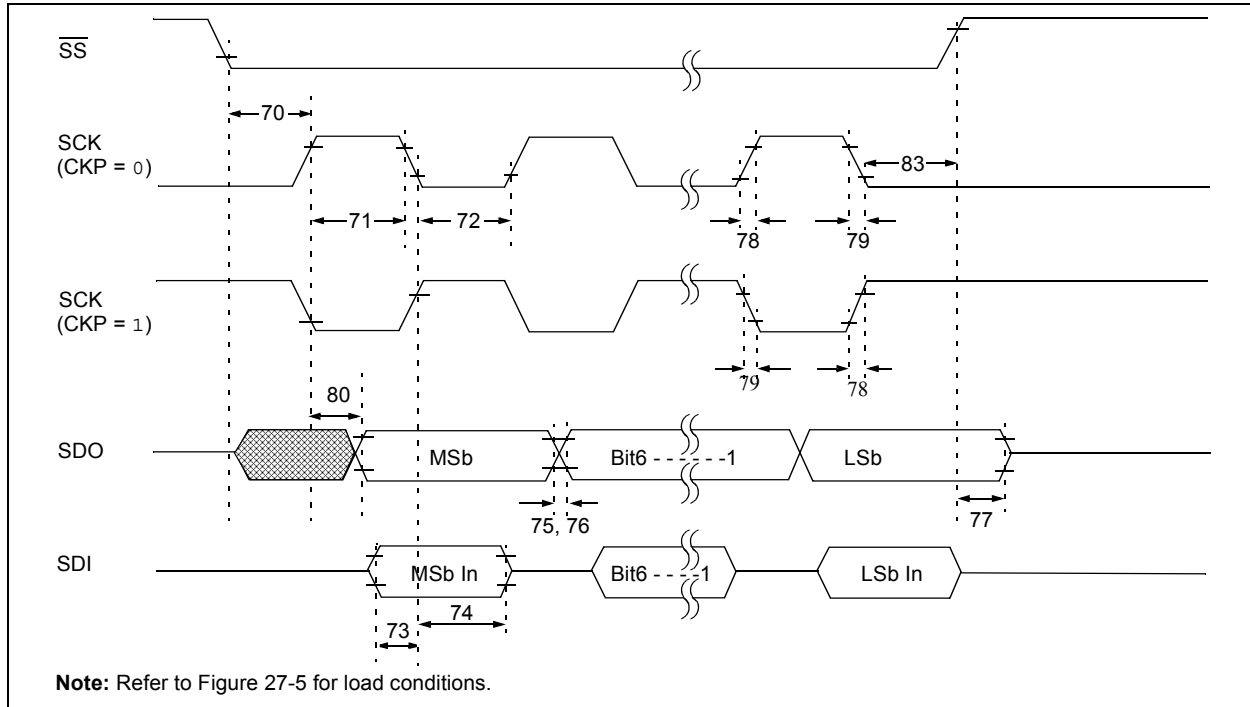 SS
70
SCK
(CKP = 0)
83
71
72
78
79
SCK
(CKP = 1)
79
78
80
SDO
MSb
Bit6 - - - - - -1
LSb
75, 76
77
SDI
MSb In
Bit6 - - - -1
LSb In
74
73
Note: Refer to Figure 27-5 for load conditions.